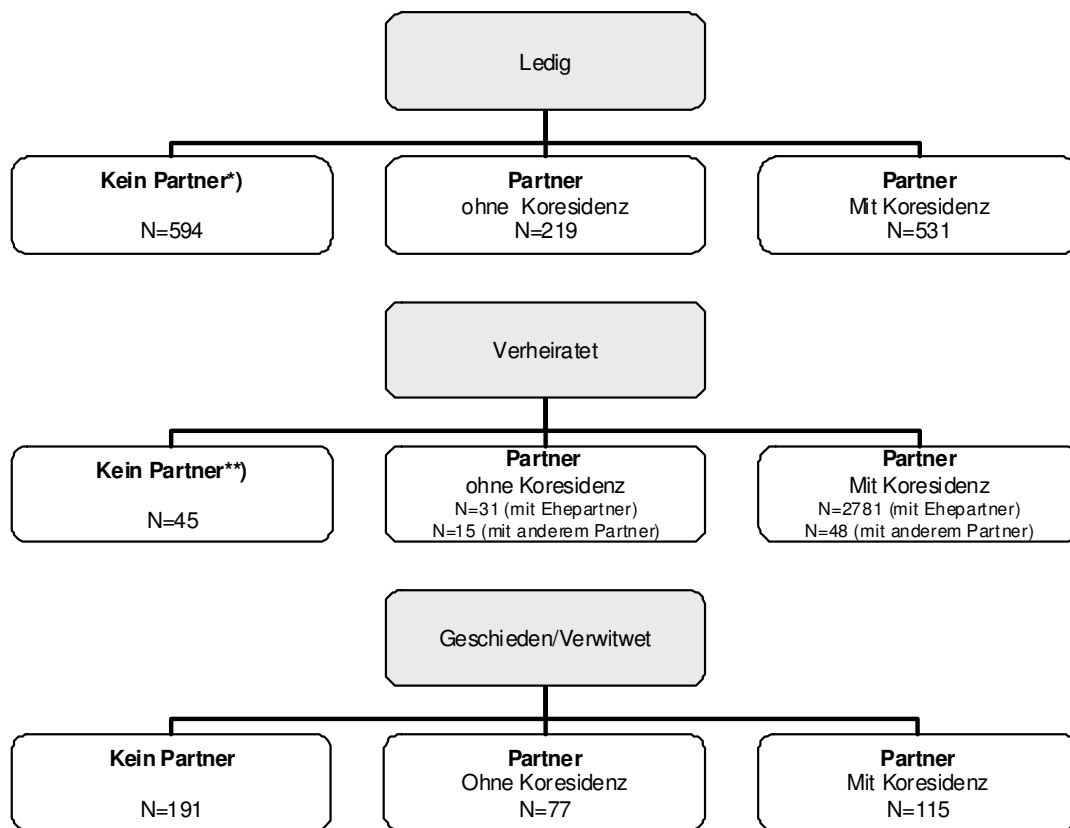 Ledig
Kein Partner*)
N=594
Partner
ohne Koresidenz
N=219
Partner
Mit Koresidenz
N=531
Verheiratet
Kein Partner**)
N=45
Partner
ohne Koresidenz
N=31 (mit Ehepartner)
N=15 (mit anderem Partner)
Partner
Mit Koresidenz
N=2781 (mit Ehepartner)
N=48 (mit anderem Partner)
Geschieden/Verwitwet
Kein Partner
N=191
Partner
Ohne Koresidenz
N=77
Partner
Mit Koresidenz
N=115